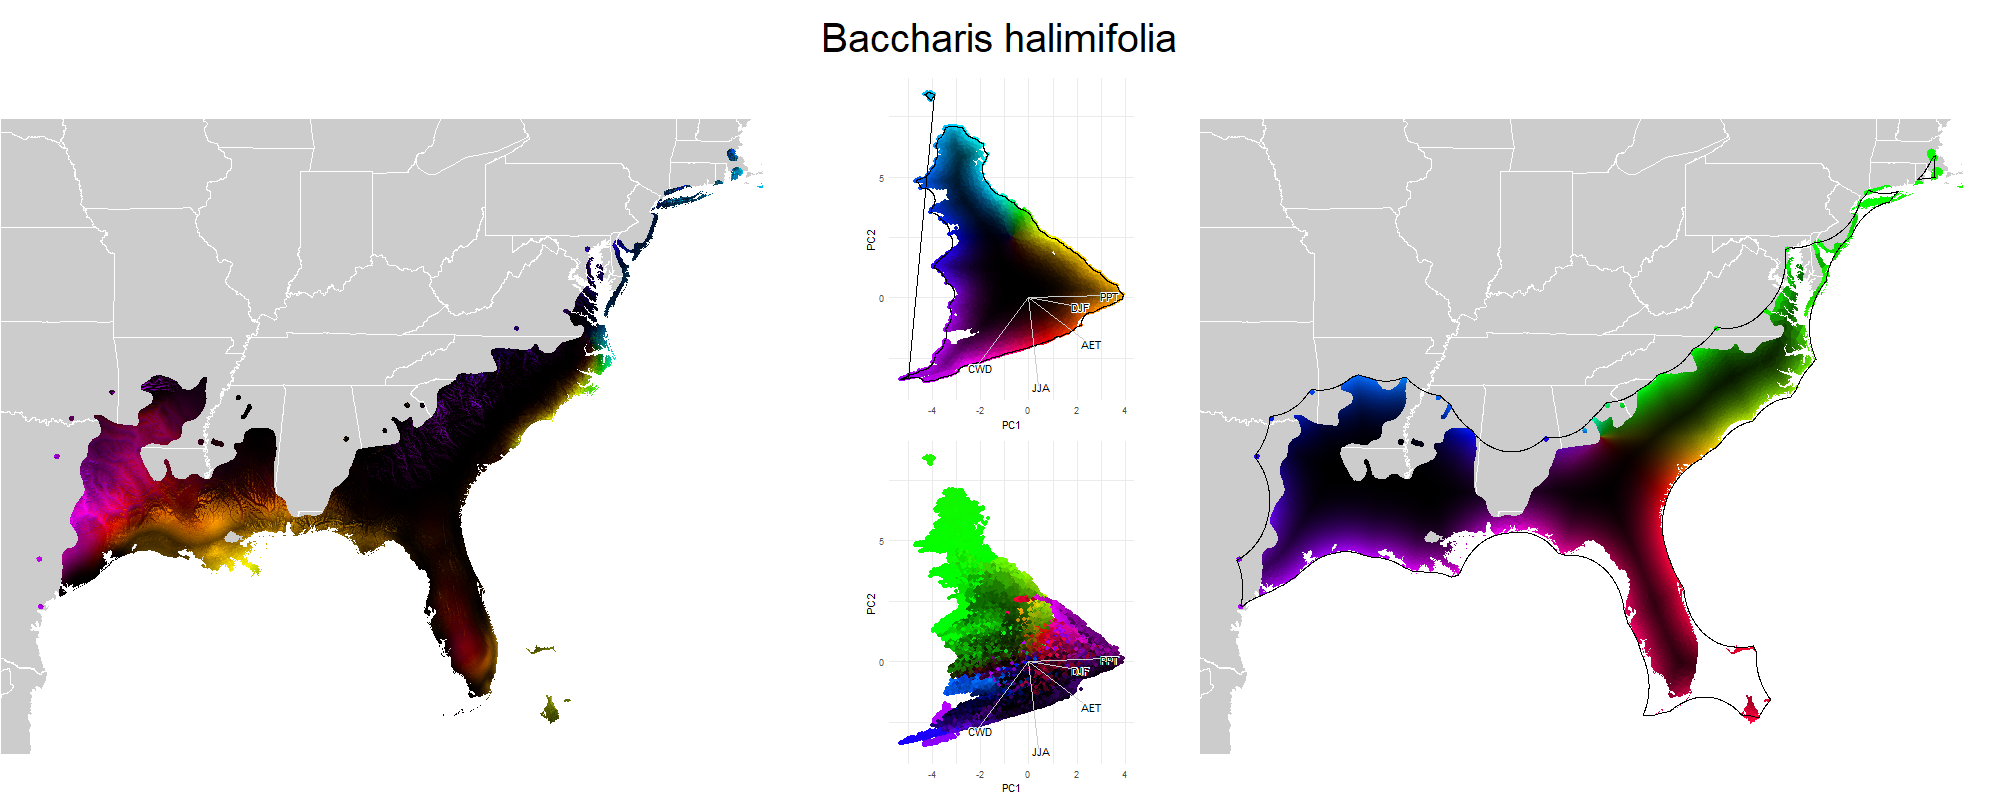 Baccharis halimifolia
5
0
PC2
PPT
DJF
AET
CWD
JJA
-4
-2
0
2
4
PC1
5
0
PC2
PPT
DJF
AET
CWD
JJA
-4
-2
0
2
4
PC1